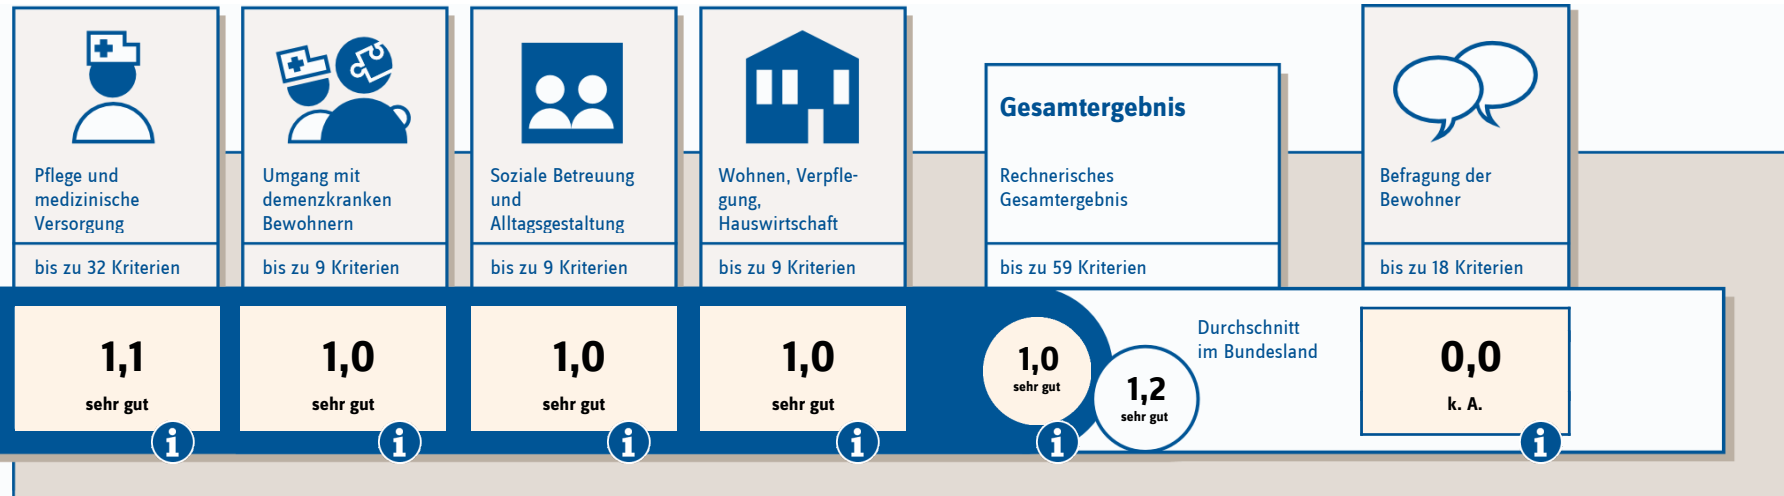 Pflege und
medizinische
Versorgung
bis zu 32 Kriterien
1,1
sehr gut
i
Umgang mit
demenzkranken
Bewohnern
bis zu 9 Kriterien
1,0
sehr gut
i
Soziale Betreuung
und
Alltagsgestaltung
bis zu 9 Kriterien
1,0
sehr gut
i
Wohnen, Verpfle-
gung,
Hauswirtschaft
bis zu 9 Kriterien
1,0
sehr gut
i
Gesamtergebnis
Rechnerisches
Gesamtergebnis
bis zu 59 Kriterien
1,0
sehr gut
i
1,2
sehr gut
Durchschnitt
im Bundesland
Befragung der
Bewohner
bis zu 18 Kriterien
0,0
k. A.
i